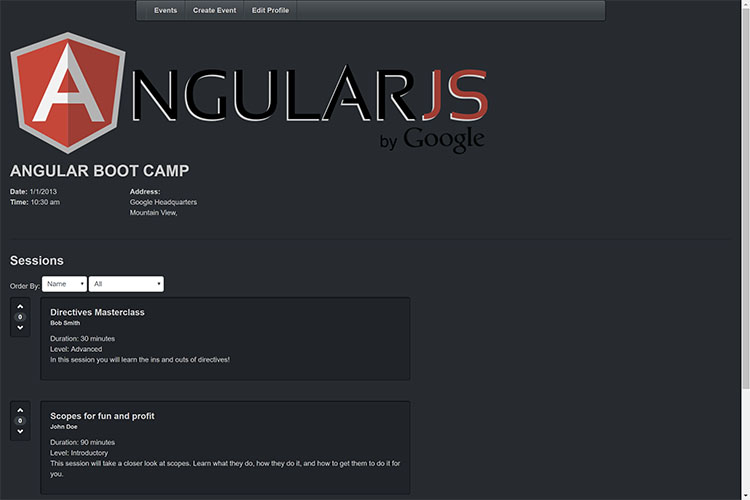 Events Create Event Edit Profile
ANGULARJS
by Google
ANGULAR BOOT CAMP
Date: 1/1/2013
Time: 10:30 am
Address:
Google Headquarters
Mountain View,
Sessions
Order By: Name All
0
Directives Masterclass
Bob Smith
Duration: 30 minutes
Level: Advanced
In this session you will learn the ins and outs of directives!
0
Scopes for fun and profit
John Doe
Duration: 90 minutes
Level: Introductory
This session will take a closer look at scopes. Learn what they do, how they do it, and how to get them to do it for
you.